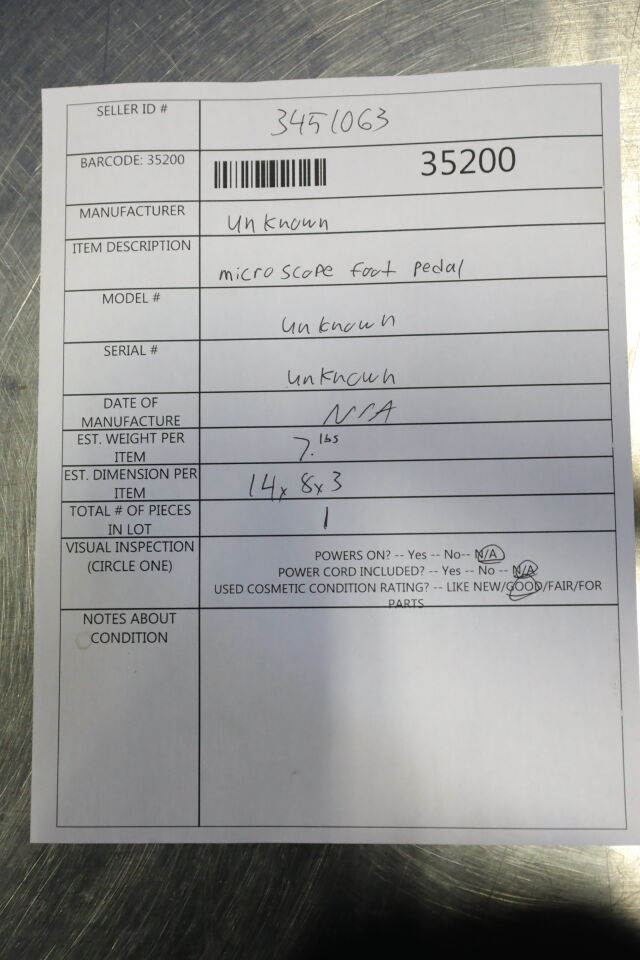 SELLER ID #
3451063
BARCODE: 35200
35200
MANUFACTURER
unknown
ITEM DESCRIPTION
microscope foot pedal
MODEL #
unknown
SERIAL #
unknown
DATE OF
MANUFACTURE
N/A
EST. WEIGHT PER
ITEM
7. lbs
EST. DIMENSION PER
ITEM
14x 8x3
TOTAL # OF PIECES
IN LOT
1
VISUAL INSPECTION
(CIRCLE ONE)
POWERS ON? -- Yes -- No-- N/A
POWER CORD INCLUDED? -- Yes -- No -- N/A
USED COSMETIC CONDITION RATING? -- LIKE NEW/GOOD/FAIR/FOR
PARTS
NOTES ABOUT
CONDITION